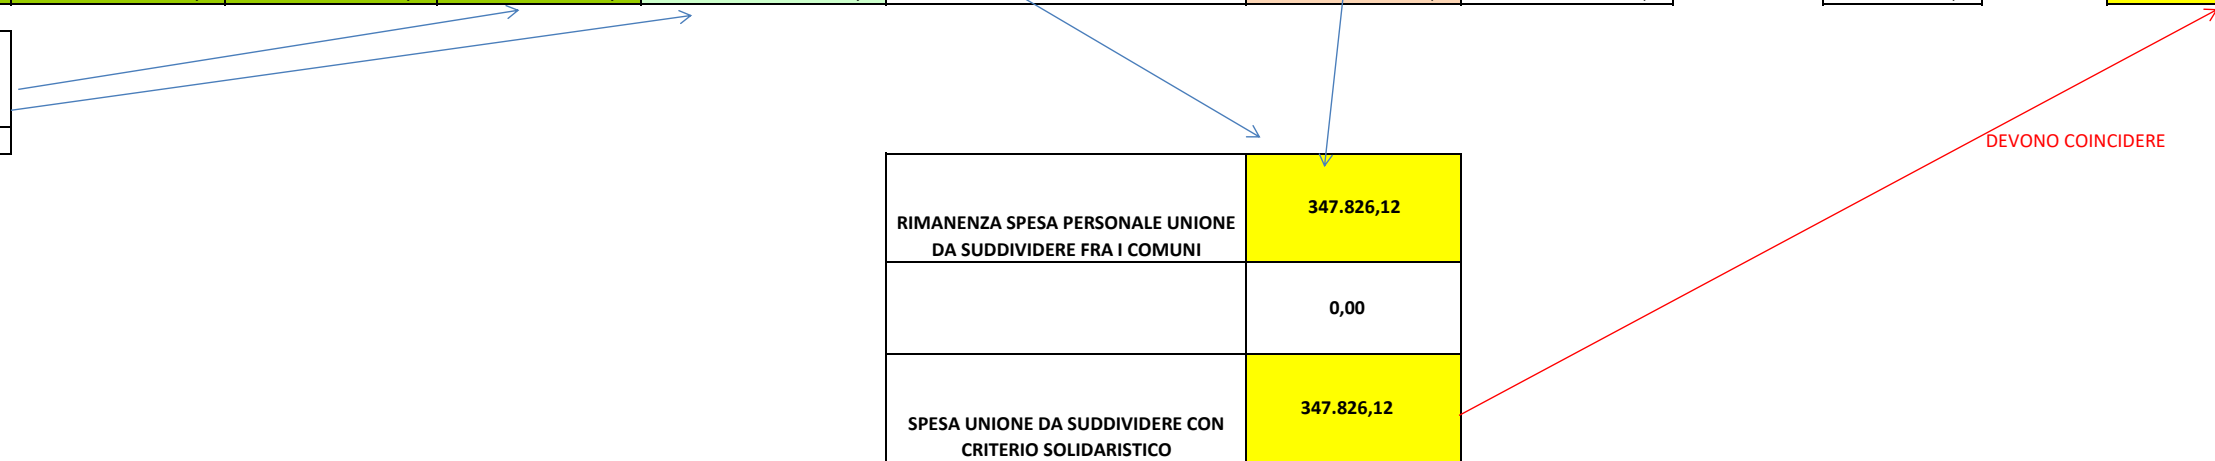 DEVONO COINCIDERE
347.826,12
RIMANENZA SPESA PERSONALE UNIONE
DA SUDDIVIDERE FRA I COMUNI
0,00
347.826,12
SPESA UNIONE DA SUDDIVIDERE CON
CRITERIO SOLIDARISTICO